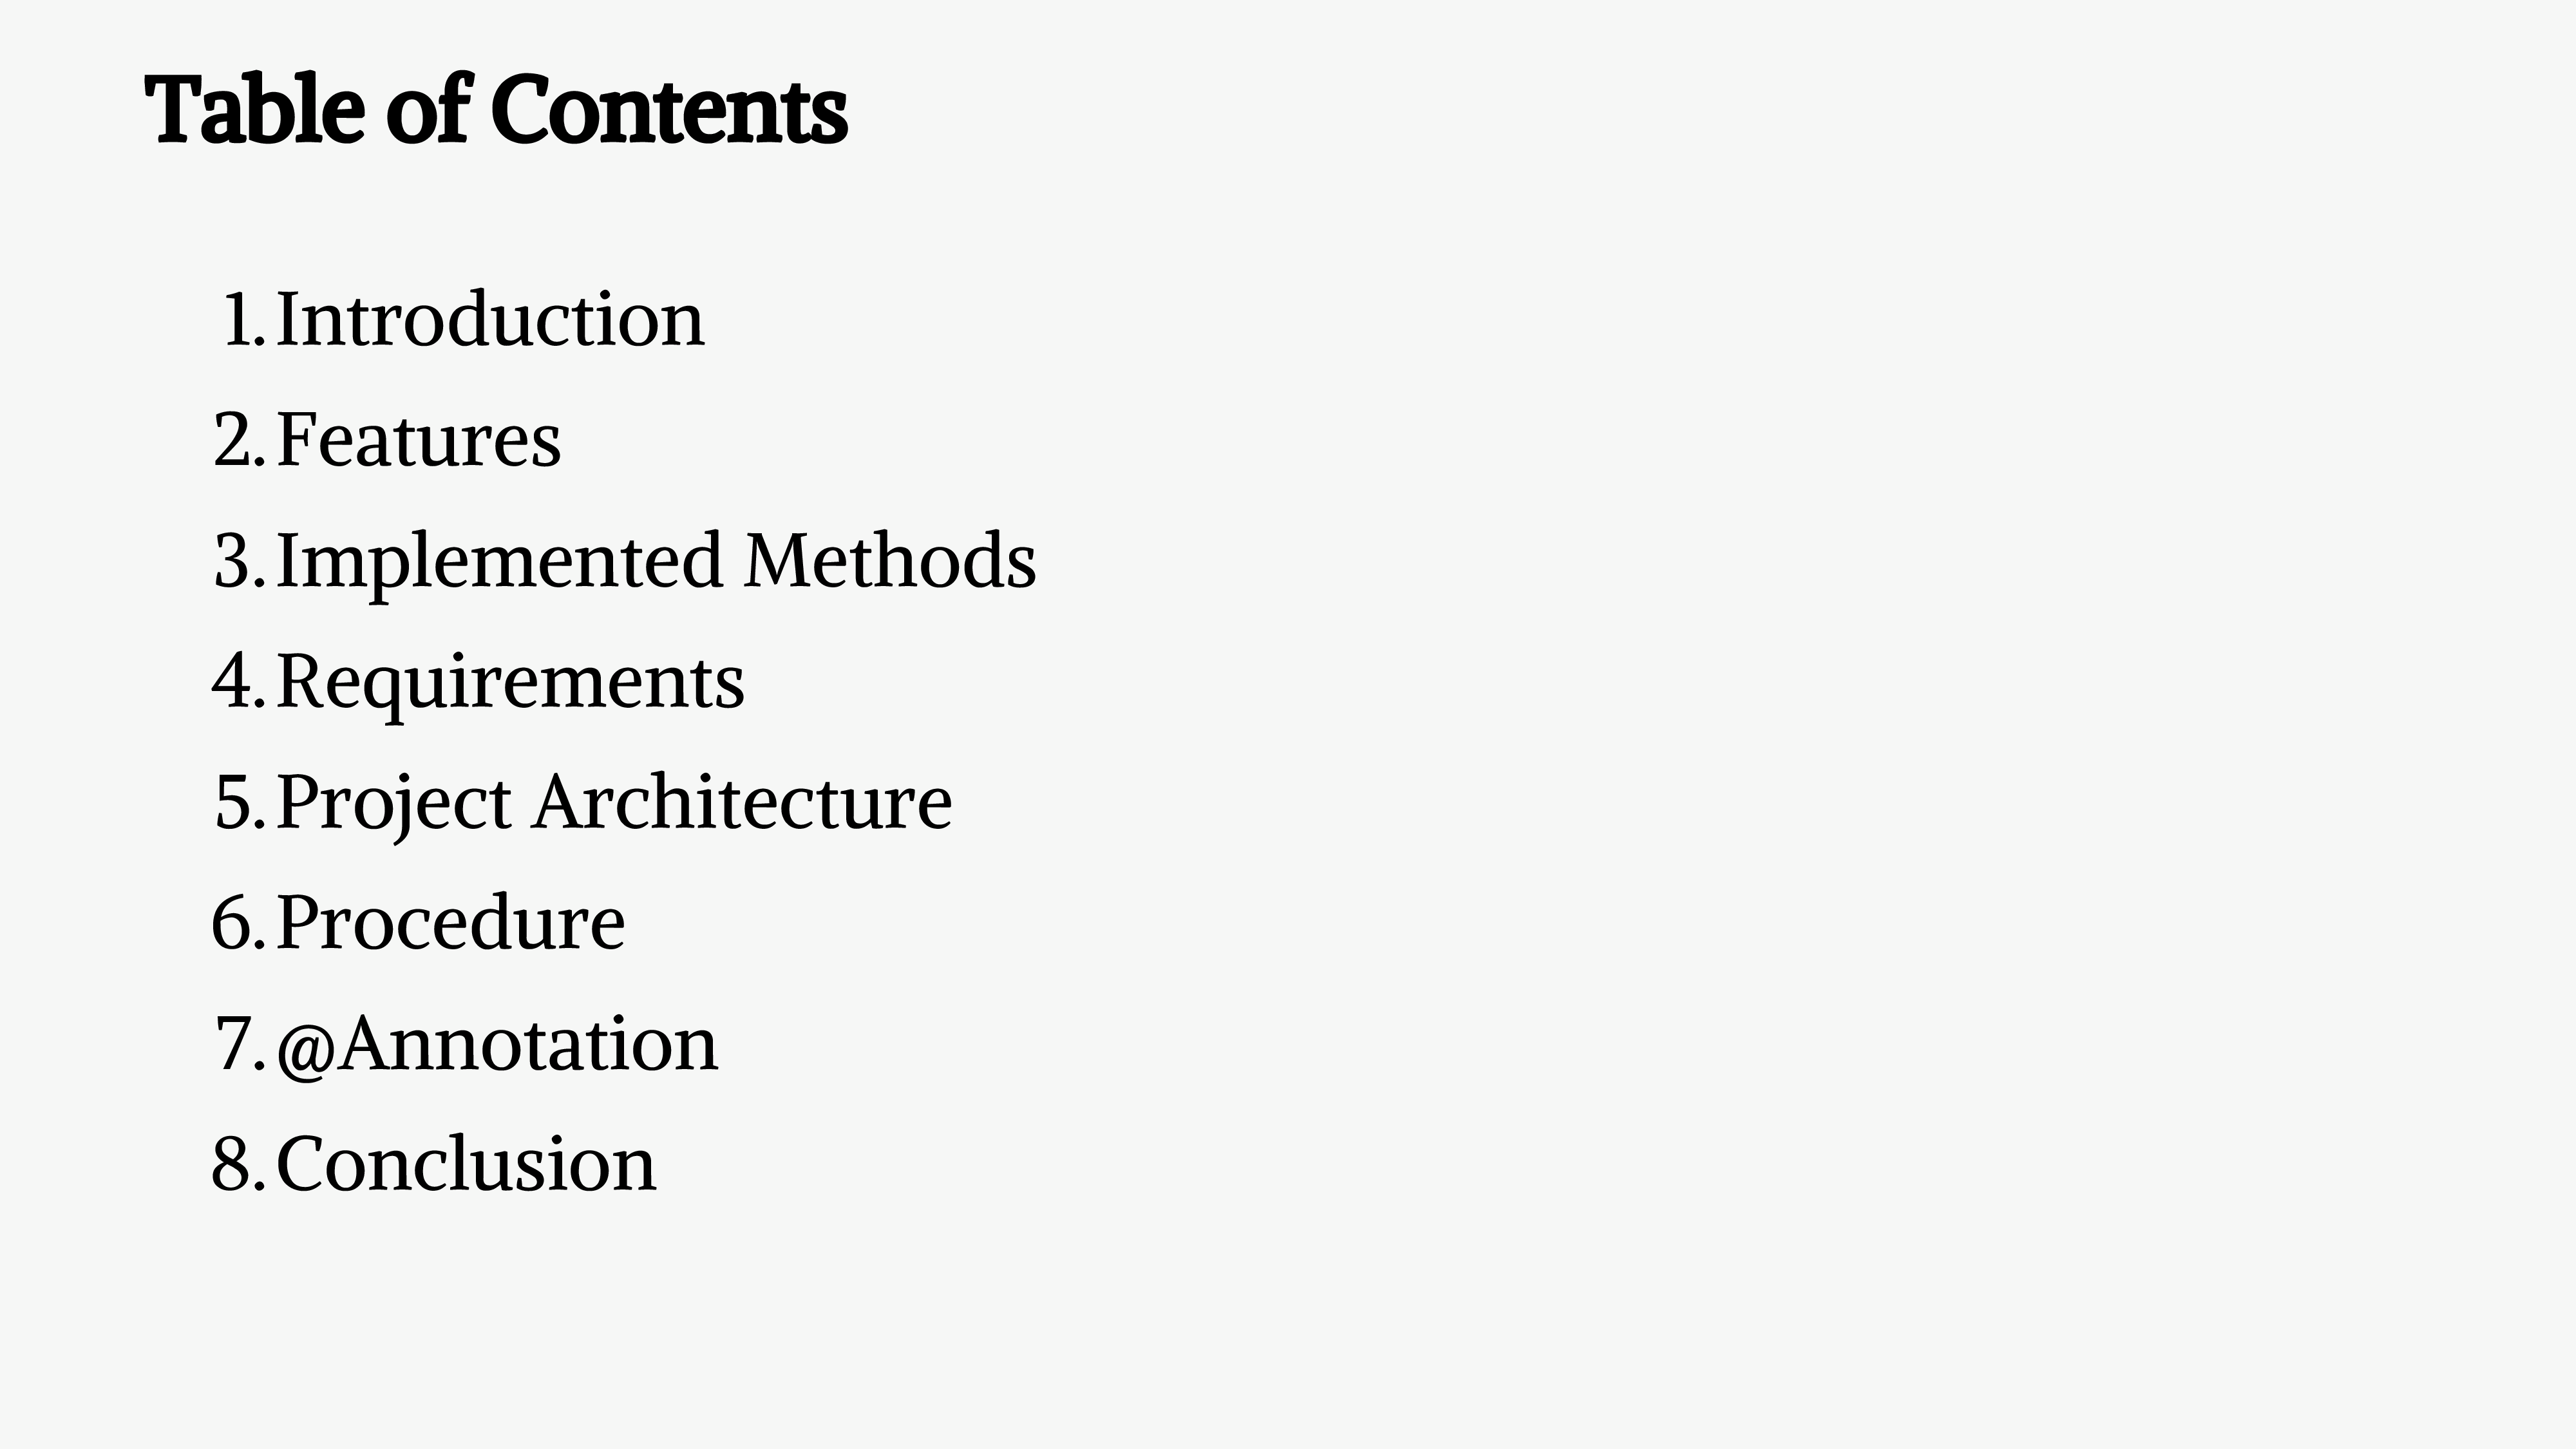 Table of Contents
1. Introduction
2. Features
3. Implemented Methods
4. Requirements
5. Project Architecture
6. Procedure
7. @Annotation
8. Conclusion